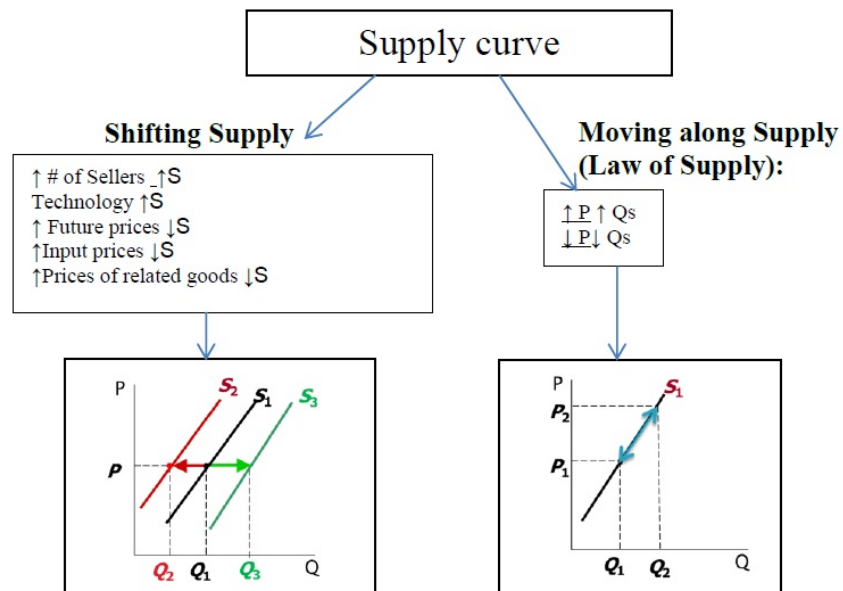 Supply curve
Shifting Supply
↑ # of Sellers ↑S
Technology ↑S
↑ Future prices ↓S
↑Input prices ↓S
↑Prices of related goods ↓S
Moving along Supply
(Law of Supply):
↑ P ↑ Qs
↓ P↓ Qs
P
S₂
S₁
S₃
P
Q₂
Q₁
Q₃
Q
P
S₁
P₂
P₁
Q₁
Q₂
Q